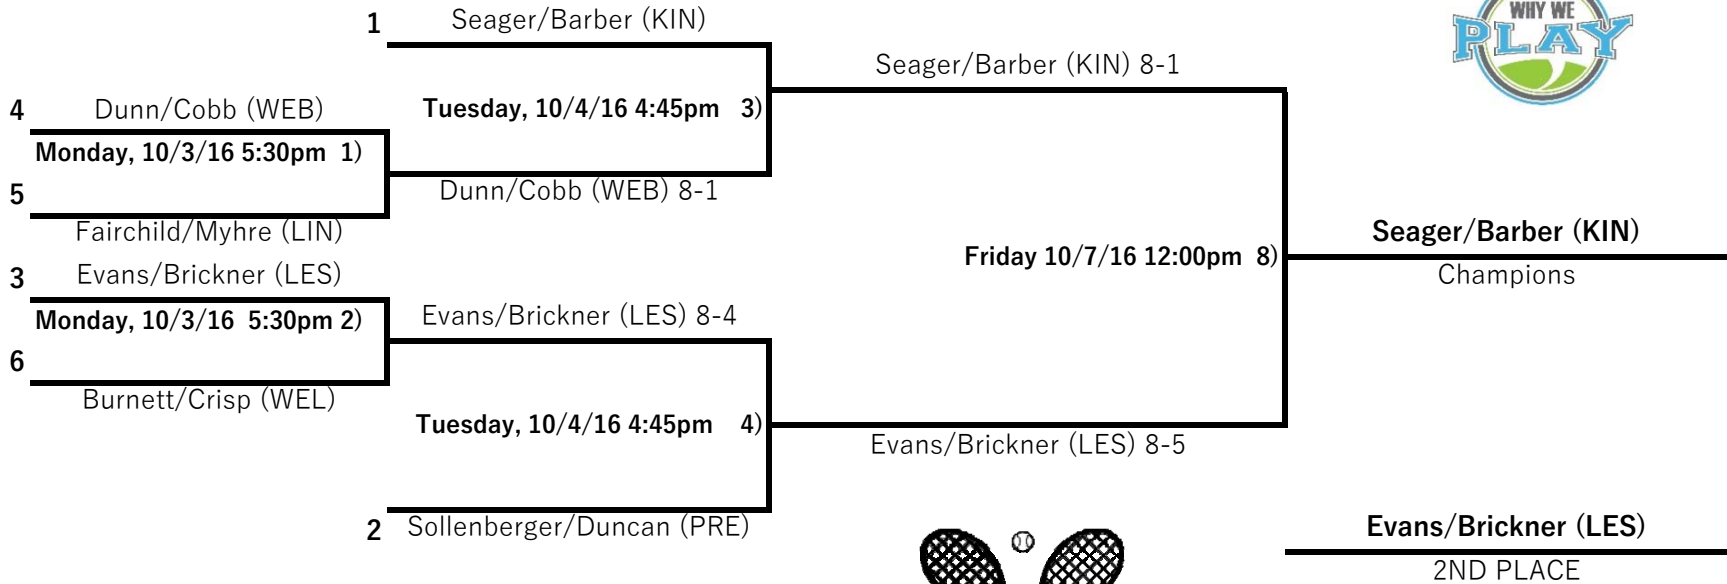 WHY WE
PLAY
1 Seager/Barber (KIN)
Seager/Barber (KIN) 8-1
4 Dunn/Cobb (WEB)
Tuesday, 10/4/16 4:45pm 3)
Monday, 10/3/16 5:30pm 1)
5
Dunn/Cobb (WEB) 8-1
Fairchild/Myhre (LIN)
Seager/Barber (KIN)
Friday 10/7/16 12:00pm 8)
Champions
3 Evans/Brickner (LES)
Monday, 10/3/16 5:30pm 2)
Evans/Brickner (LES) 8-4
6
Burnett/Crisp (WEL)
Tuesday, 10/4/16 4:45pm 4)
Evans/Brickner (LES) 8-5
2 Sollenberger/Duncan (PRE)
Evans/Brickner (LES)
2ND PLACE